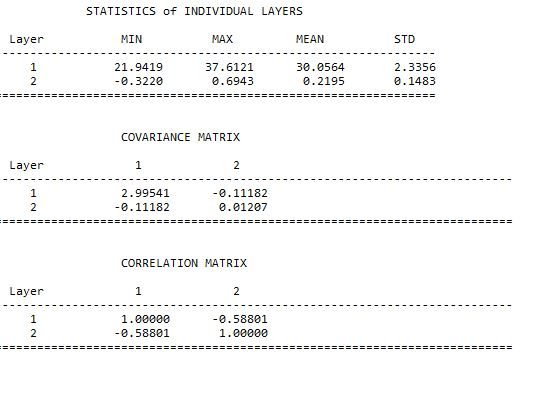 STATISTICS of INDIVIDUAL LAYERS
Layer MIN MAX MEAN STD
---------------------------------------------------------------
1 21.9419 37.6121 30.0564 2.3356
2 -0.3220 0.6943 0.2195 0.1483
===============================================================
COVARIANCE MATRIX
Layer 1 2
--------------------------------------------------------------------------
1 2.99541 -0.11182
2 -0.11182 0.01207
==========================================================================
CORRELATION MATRIX
Layer 1 2
--------------------------------------------------------------------------
1 1.00000 -0.58801
2 -0.58801 1.00000
==========================================================================